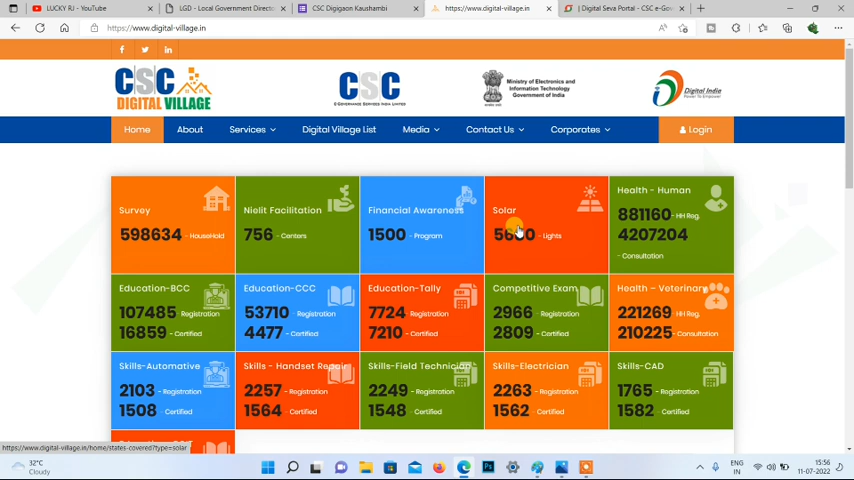 LUCKY RJ - YouTube
LGD - Local Government Directo
CSC Digigaon Kaushambi
https://www.digital-village.in
| Digital Seva Portal - CSC e-Gov
https://www.digital-village.in
CSC
DIGITAL VILLAGE
CSC
E-GOVERNANCE SERVICES INDIA LIMITED
Ministry of Electronics and
Information Technology
Government of India
Digital India
Power To Empower
Home
About
Services
Digital Village List
Media
Contact Us
Corporates
Login
Survey
598634 - HouseHold
Nielit Facilitation
756 - Centers
Financial Awareness
1500 - Program
Solar
- Lights
Health - Human
881160 - HH Reg.
4207204
- Consultation
Education-BCC
107485 - Registration
16859 - Certified
Education-CCC
53710 - Registration
4477 - Certified
Education-Tally
7724 - Registration
7210 - Certified
Competitive Exam
2966 - Registration
2809 - Certified
Health - Veterinary
221269 HH Reg.
210225 - Consultation
Skills-Automative
2103 - Registration
1508 - Certified
Skills - Handset Repair
2257 - Registration
1564 - Certified
Skills-Field Technician
2249 - Registration
1548 - Certified
Skills-Electrician
2263 - Registration
1562 - Certified
Skills-CAD
1765 - Registration
1582 - Certified
https://www.digital-village.in/home/states-covered?type=solar
32°C
Cloudy
ENG
IN
15:56
11-07-2022